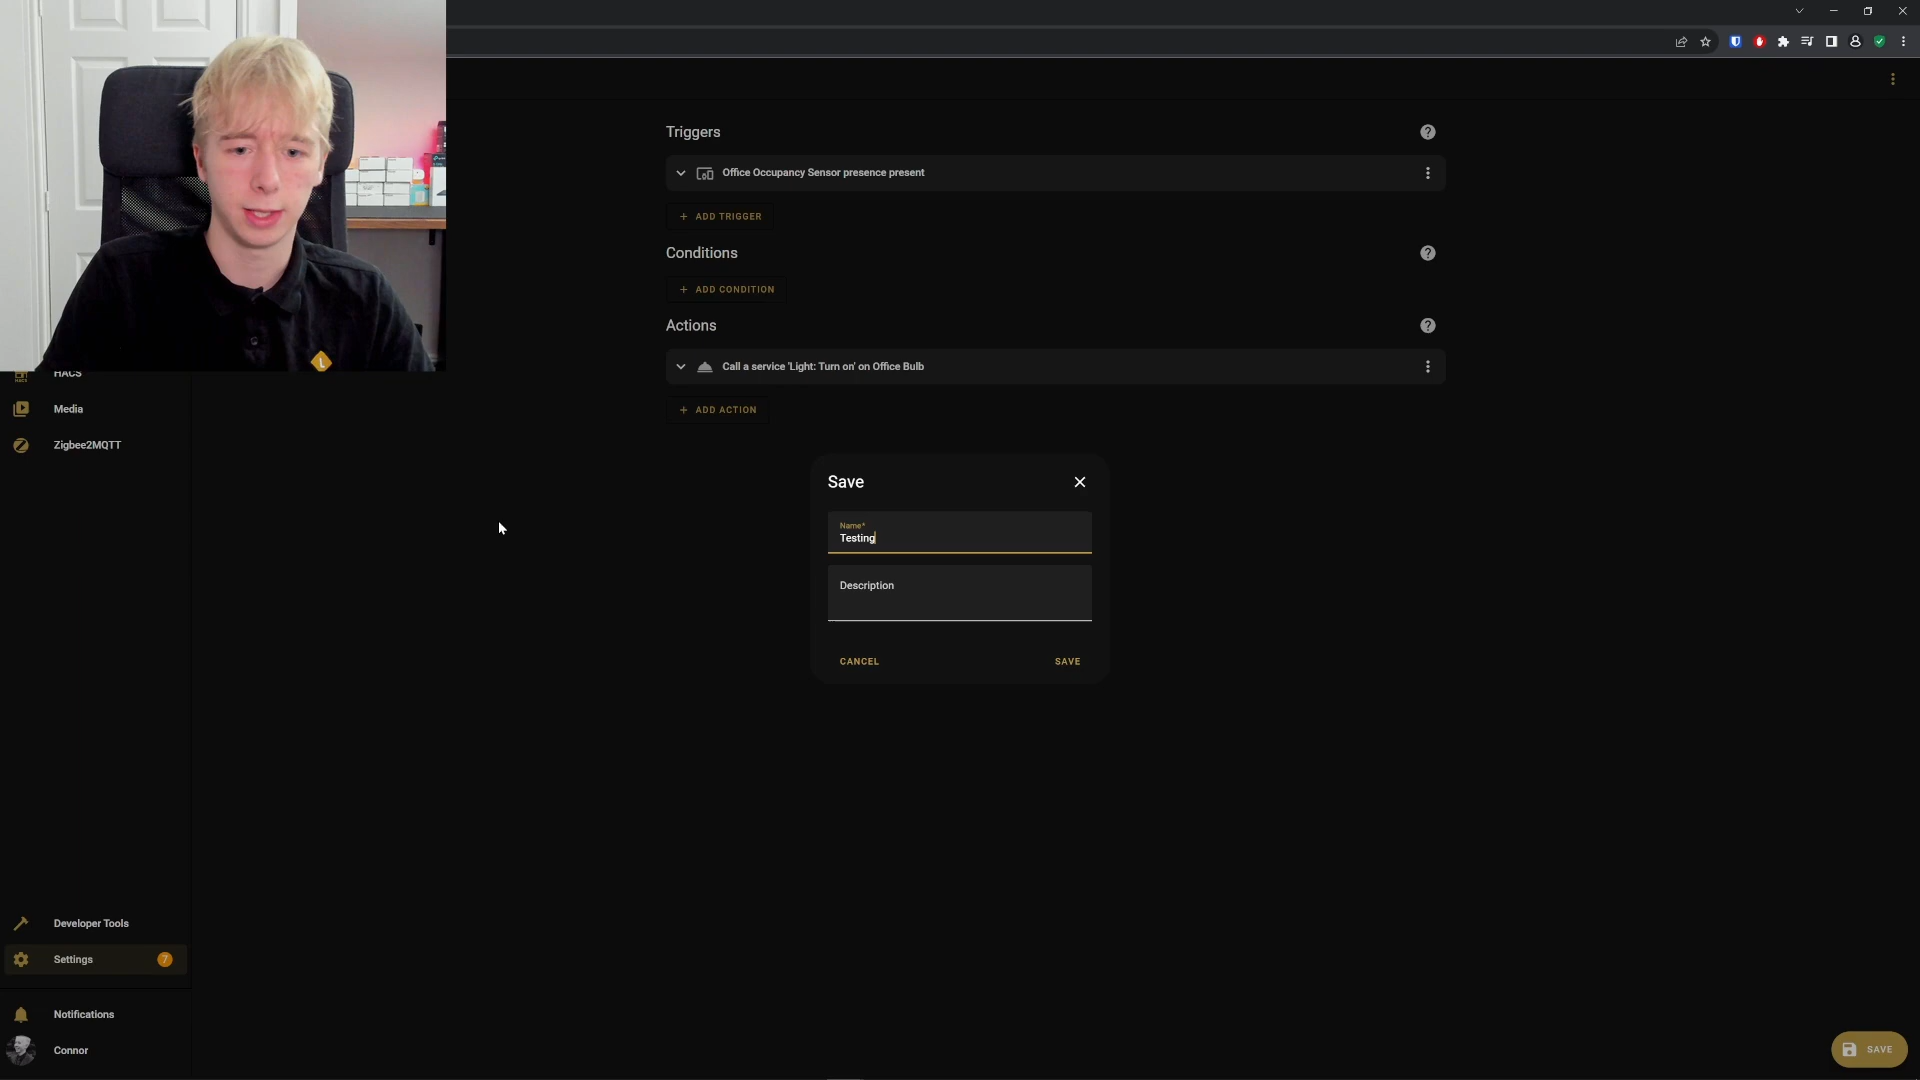 Triggers
Office Occupancy Sensor presence present
+ ADD TRIGGER
Conditions
+ ADD CONDITION
Actions
Call a service 'Light: Turn on' on Office Bulb
+ ADD ACTION
HACS
Media
Zigbee2MQTT
Save
Name*
Testing
Description
CANCEL
SAVE
Developer Tools
Settings
7
Notifications
Connor
SAVE
L